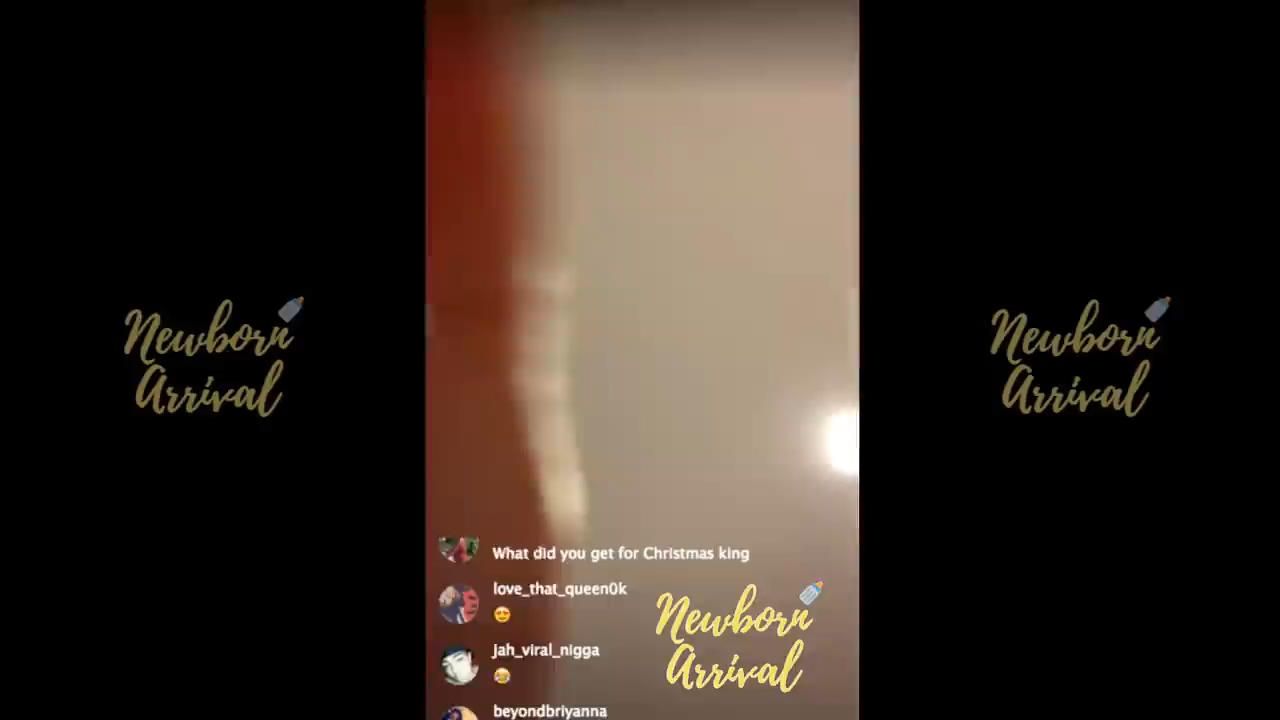 Newborn
Arrival
What did you get for Christmas king
love_that_queen0k
jah_viral_nigga
beyondbriyanna
Newborn
Arrival
Newborn
Arrival